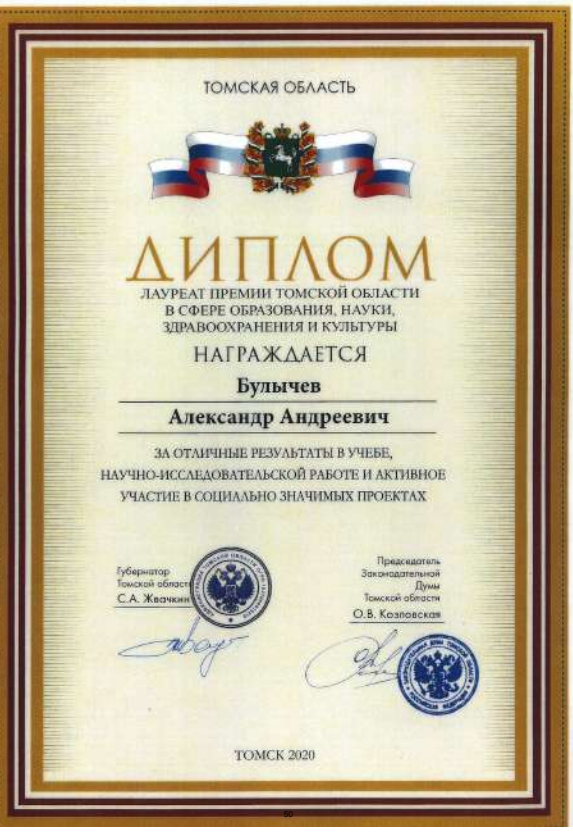 ТОМСКАЯ ОБЛАСТЬ
ДИПЛОМ
ЛАУРЕАТ ПРЕМИИ ТОМСКОЙ ОБЛАСТИ
В СФЕРЕ ОБРАЗОВАНИЯ, НАУКИ,
ЗДРАВООХРАНЕНИЯ И КУЛЬТУРЫ
НАГРАЖДАЕТСЯ
Булычев
Александр Андреевич
ЗА ОТЛИЧНЫЕ РЕЗУЛЬТАТЫ В УЧЕБЕ,
НАУЧНО-ИССЛЕДОВАТЕЛЬСКОЙ РАБОТЕ И АКТИВНОЕ
УЧАСТИЕ В СОЦИАЛЬНО ЗНАЧИМЫХ ПРОЕКТАХ
Губернатор
Томской област
С.А. Жвачкин
Председатель
Законодательной
Думы
Томской области
О.В. Козловская
ТОМСК 2020
50